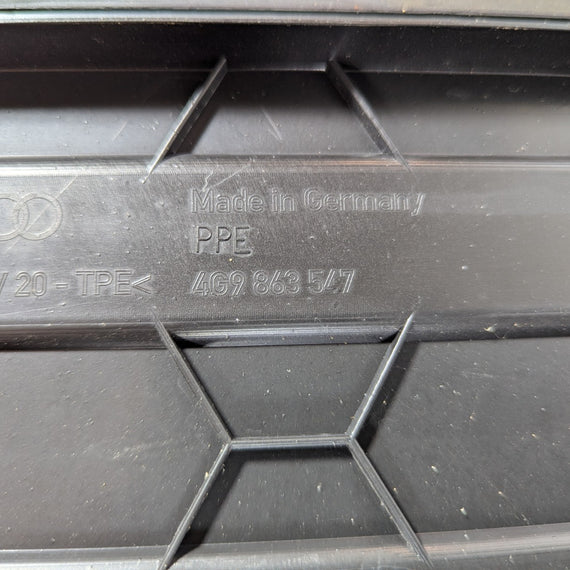 Made in Germany
PPE
V 20 - TPE< 4G9 863 547